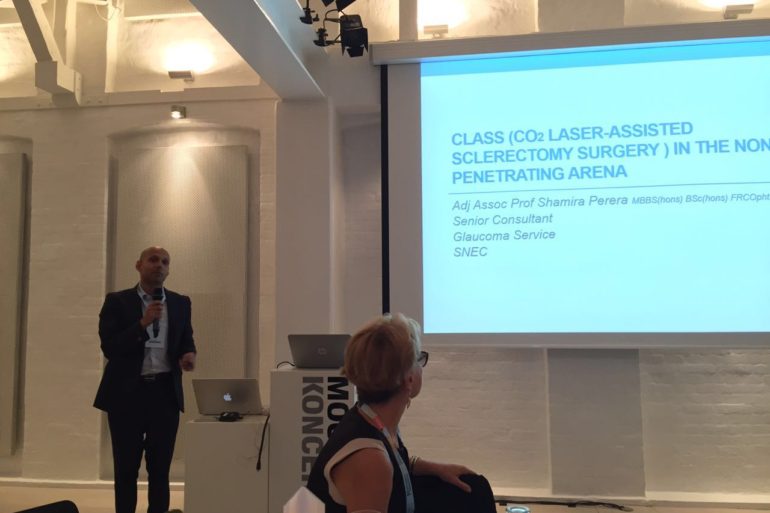 CLASS (CO2 LASER-ASSISTED
SCLERECTOMY SURGERY ) IN THE NON
PENETRATING ARENA
Adj Assoc Prof Shamira Perera MBBS(hons) BSc(hons) FRCOpht
Senior Consultant
Glaucoma Service
SNEC